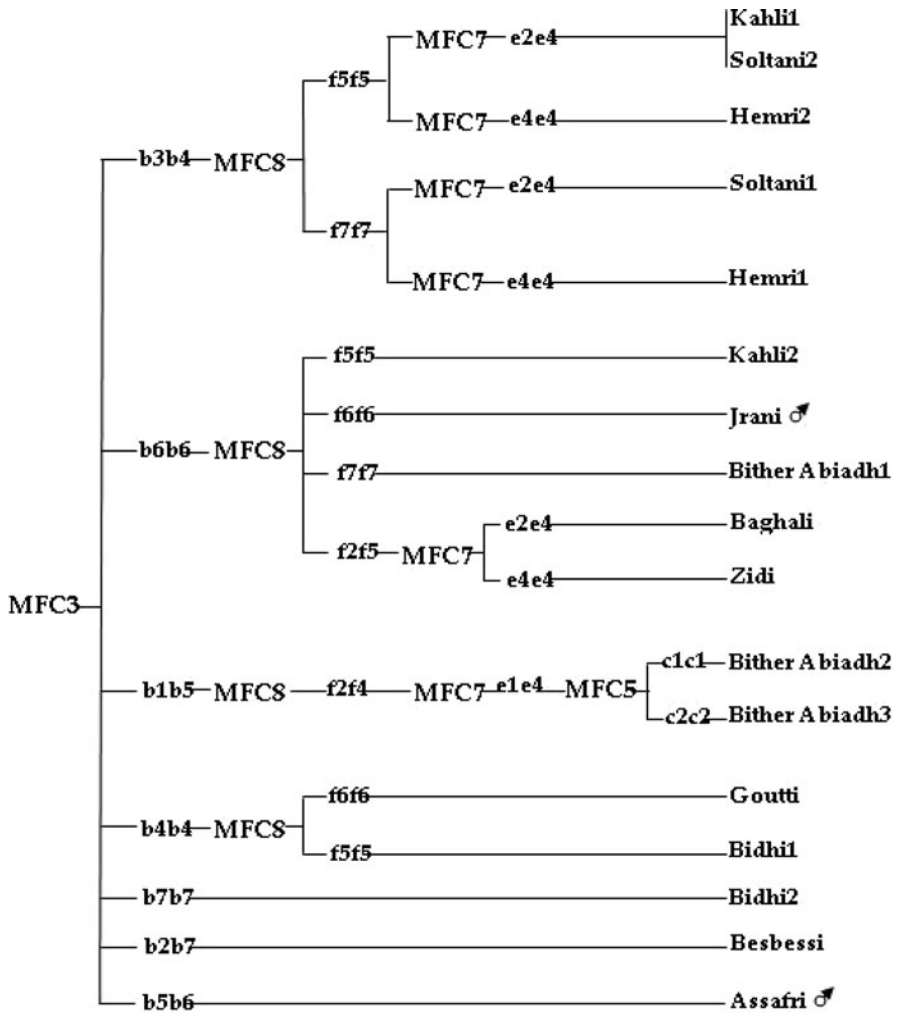 Kahli1
MFC7 e2e4
Soltani2
f5f5
MFC7 e4e4 Hemri2
b3b4 MFC8
MFC7 e2e4 Soltani1
f7f7
MFC7 e4e4 Hemri1
f5f5 Kahli2
f6f6 Jrani ♂
b6b6 MFC8
f7f7 Bither Abiadh1
e2e4 Baghali
f2f5 MFC7
e4e4 Zidi
MFC3
c1c1 Bither Abiadh2
b1b5 MFC8 f2f4 MFC7 e1e4 MFC5
c2c2 Bither Abiadh3
f6f6 Goutti
b4b4 MFC8
f5f5 Bidhi1
b7b7 Bidhi2
b2b7 Besbessi
b5b6 Assafri ♂